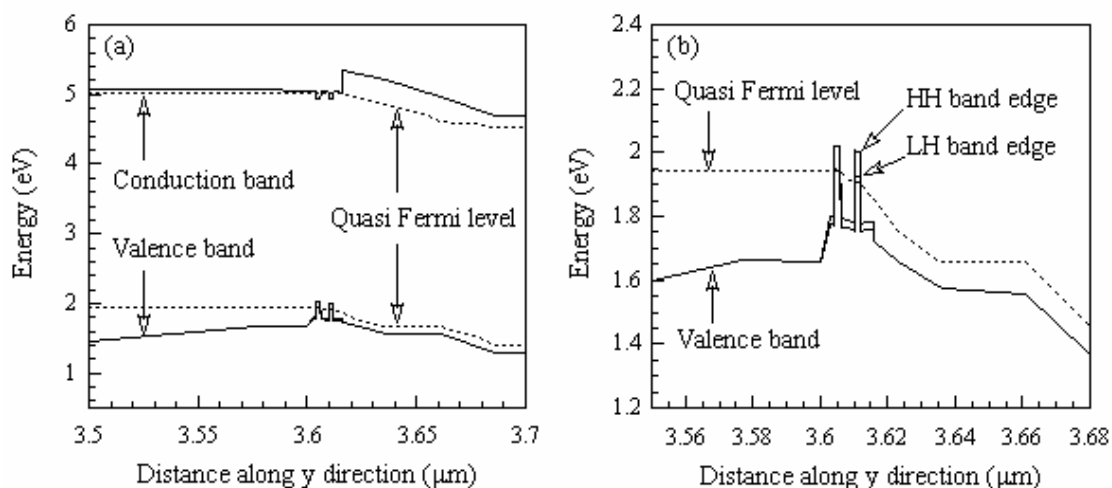 (a)
6
5
4
3
2
1
Energy (eV)
Conduction band
Quasi Fermi level
Valence band
3.5
3.55
3.6
3.65
3.7
Distance along y direction (μm)
(b)
2.4
2.2
2
1.8
1.6
1.4
1.2
Energy (eV)
Quasi Fermi level
HH band edge
LH band edge
Valence band
3.56
3.58
3.6
3.62
3.64
3.66
3.68
Distance along y direction (μm)